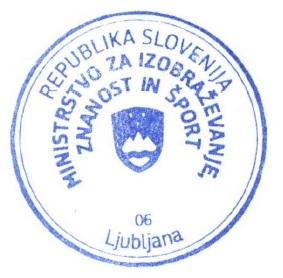 REPUBLIKA SLOVENIJA
MINISTRSTVO ZA IZOBRAŽEVANJE,
ZNANOST IN ŠPORT
06
Ljubljana